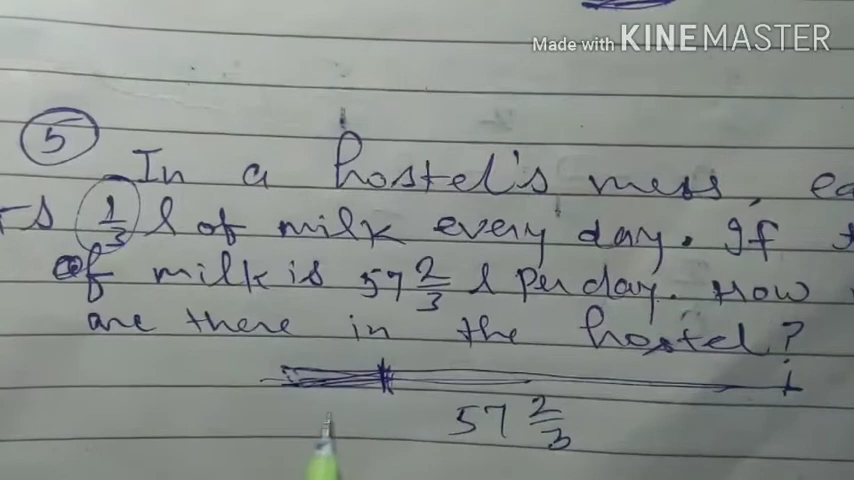 Made with KINEMASTER
5 In a hostel's mess,
1/3 l of milk every day. If
of milk is 57 2/3 l per day. How
are there in the hostel?
57 2/3